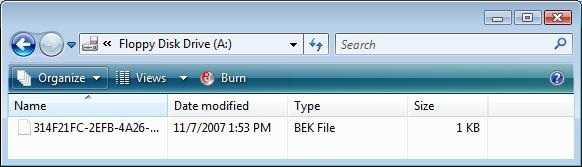 « Floppy Disk Drive (A:)
Search
Organize Views Burn
Name Date modified Type Size
314F21FC-2EFB-4A26-... 11/7/2007 1:53 PM BEK File 1 KB